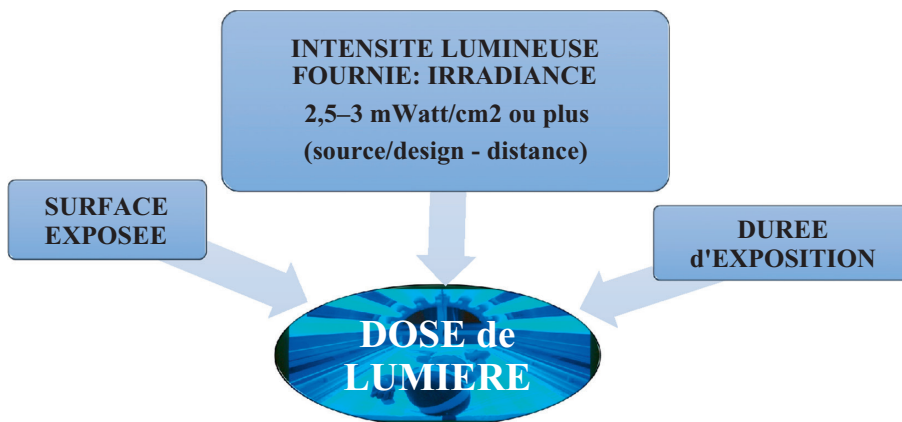 INTENSITE LUMINEUSE
FOURNIE: IRRADIANCE
2,5–3 mWatt/cm2 ou plus
(source/design - distance)
SURFACE
EXPOSEE
DUREE
d'EXPOSITION
DOSE de
LUMIERE